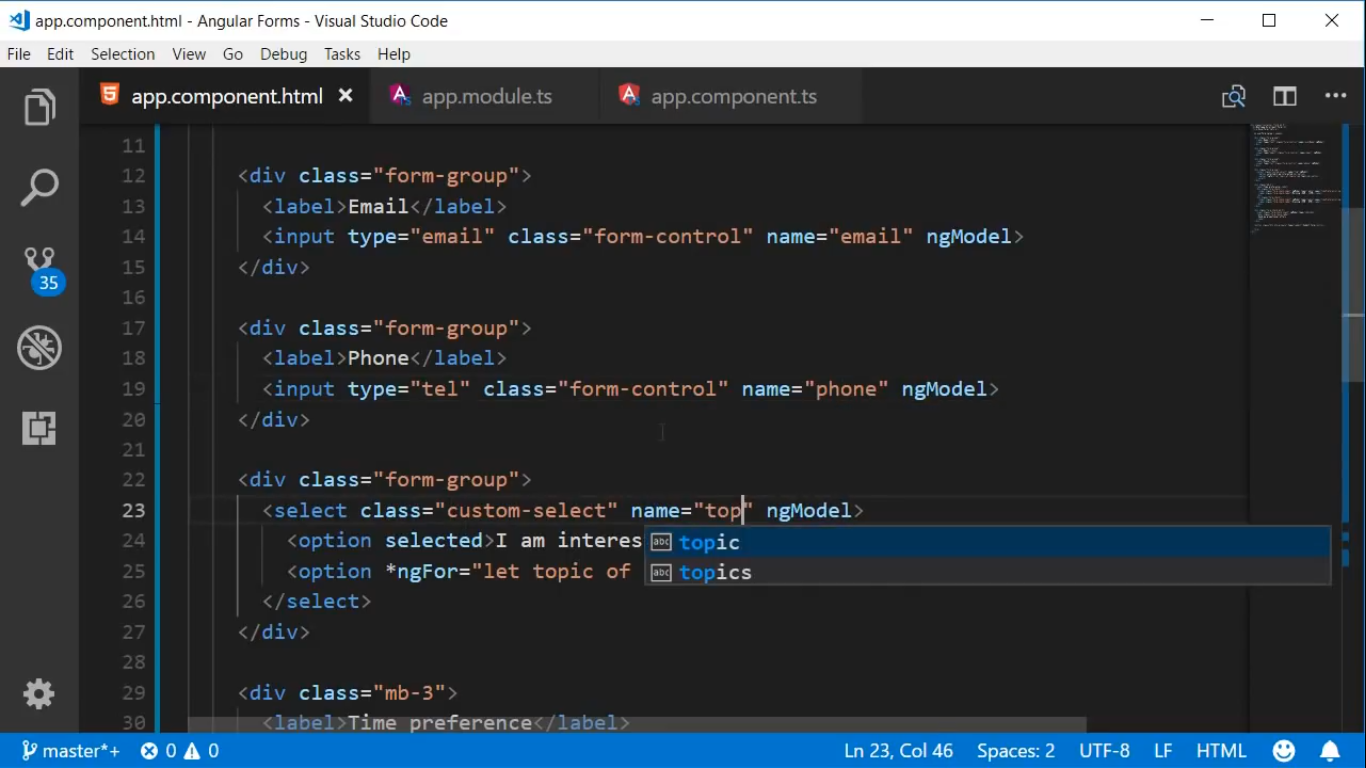 app.component.html - Angular Forms - Visual Studio Code
File Edit Selection View Go Debug Tasks Help
app.component.html app.module.ts app.component.ts
11
12 <div class="form-group">
13 <label>Email</label>
14 <input type="email" class="form-control" name="email" ngModel>
15 </div>
16
17 <div class="form-group">
18 <label>Phone</label>
19 <input type="tel" class="form-control" name="phone" ngModel>
20 </div>
21
22 <div class="form-group">
23 <select class="custom-select" name="top" ngModel>
24 <option selected>I am interes
topic
25 <option *ngFor="let topic of
topics
26 </select>
27 </div>
28
29 <div class="mb-3">
30 <label>Time preference</label>
35
master*+ 0 0 Ln 23, Col 46 Spaces: 2 UTF-8 LF HTML